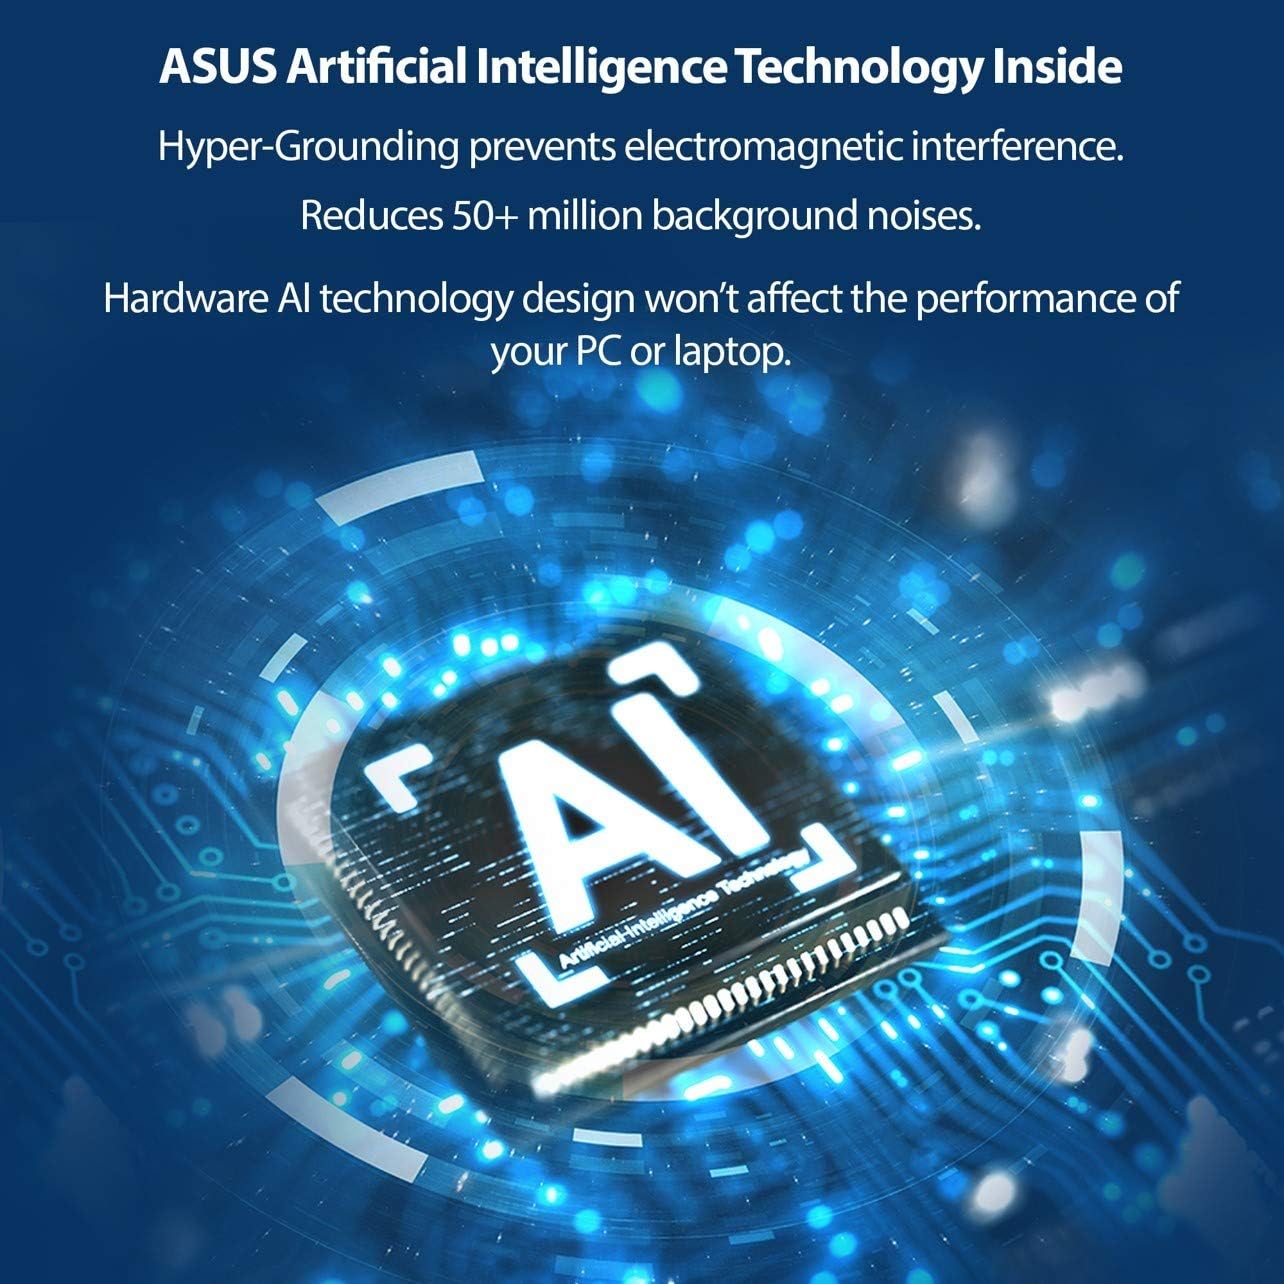 ASUS Artificial Intelligence Technology Inside
Hyper-Grounding prevents electromagnetic interference.
Reduces 50+ million background noises.
Hardware AI technology design won’t affect the performance of
your PC or laptop.
AI
Artificial-Intelligence Technology